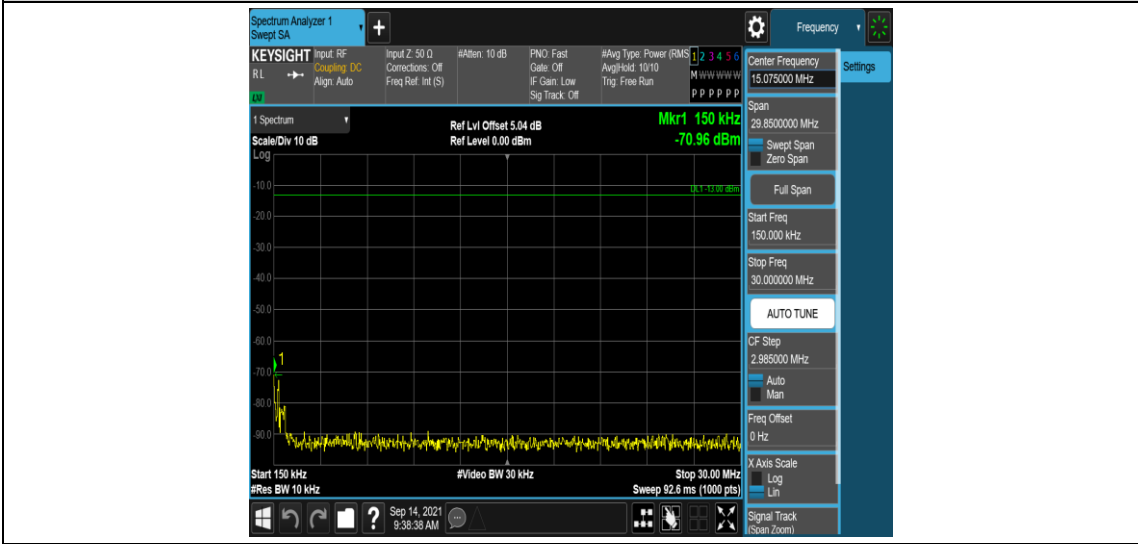 Spectrum Analyzer 1
Swept SA
+
Frequency
KEYSIGHT
RL
Input: RF
Coupling: DC
Align: Auto
Input Z: 50 Ω
Corrections: Off
Freq Ref: Int (S)
#Atten: 10 dB
PNO: Fast
Gate: Off
IF Gain: Low
Sig Track: Off
#Avg Type: Power (RMS
Avg|Hold: 10/10
Trig: Free Run
1 2 3 4 5 6
M W W W W W
P P P P P P
1 Spectrum
Scale/Div 10 dB
Log
Ref Lvl Offset 5.04 dB
Ref Level 0.00 dBm
Mkr1 150 kHz
-70.96 dBm
DL1 -13.00 dBm
-10.0
-20.0
-30.0
-40.0
-50.0
-60.0
-70.0
-80.0
-90.0
1
Start 150 kHz
#Res BW 10 kHz
#Video BW 30 kHz
Stop 30.00 MHz
Sweep 92.6 ms (1000 pts)
?
Sep 14, 2021
9:38:38 AM
Center Frequency
15.075000 MHz
Settings
Span
29.8500000 MHz
Swept Span
Zero Span
Full Span
Start Freq
150.000 kHz
Stop Freq
30.000000 MHz
AUTO TUNE
CF Step
2.985000 MHz
Auto
Man
Freq Offset
0 Hz
X Axis Scale
Log
Lin
Signal Track
(Span Zoom)